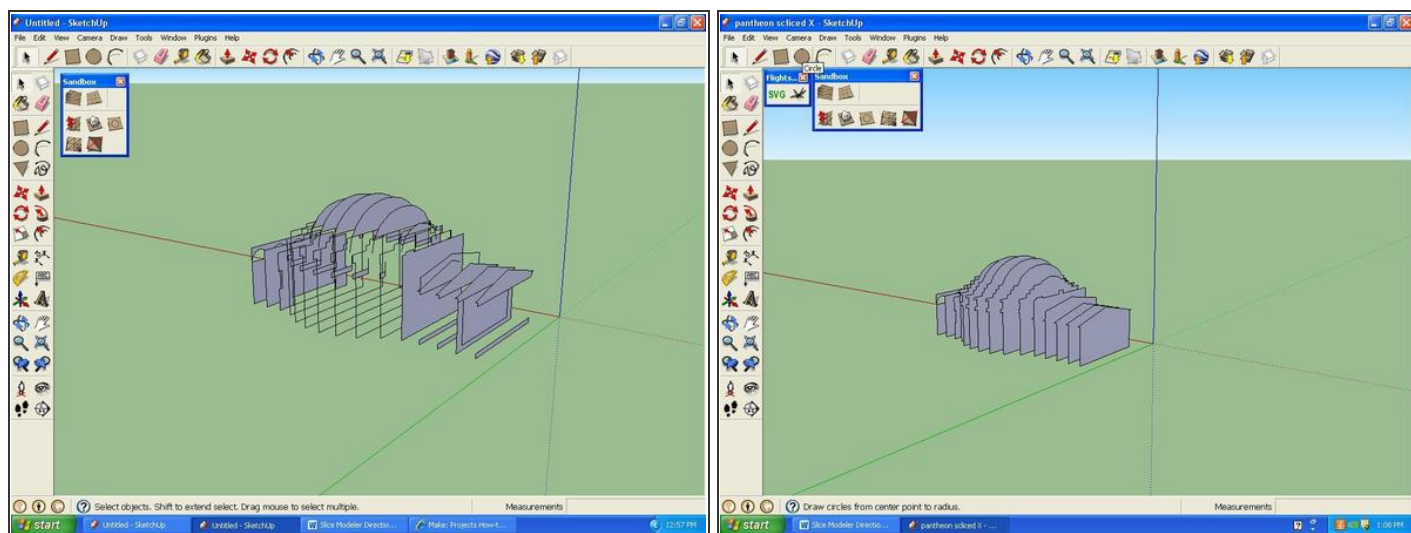 Untitled - SketchUp
File Edit View Camera Draw Tools Window Plugins Help
Sandbox
Select objects. Shift to extend select. Drag mouse to select multiple.
Measurements
start
Untitled - SketchUp
Untitled - SketchUp
Slice Modeler Directio...
Make: Projects How-t...
12:57 PM
pantheon scliced X - SketchUp
File Edit View Camera Draw Tools Window Plugins Help
Circle
Flights...
Sandbox
SVG
Draw circles from center point to radius.
Measurements
start
Slice Modeler Directio...
pantheon scliced X - ...
1:06 PM